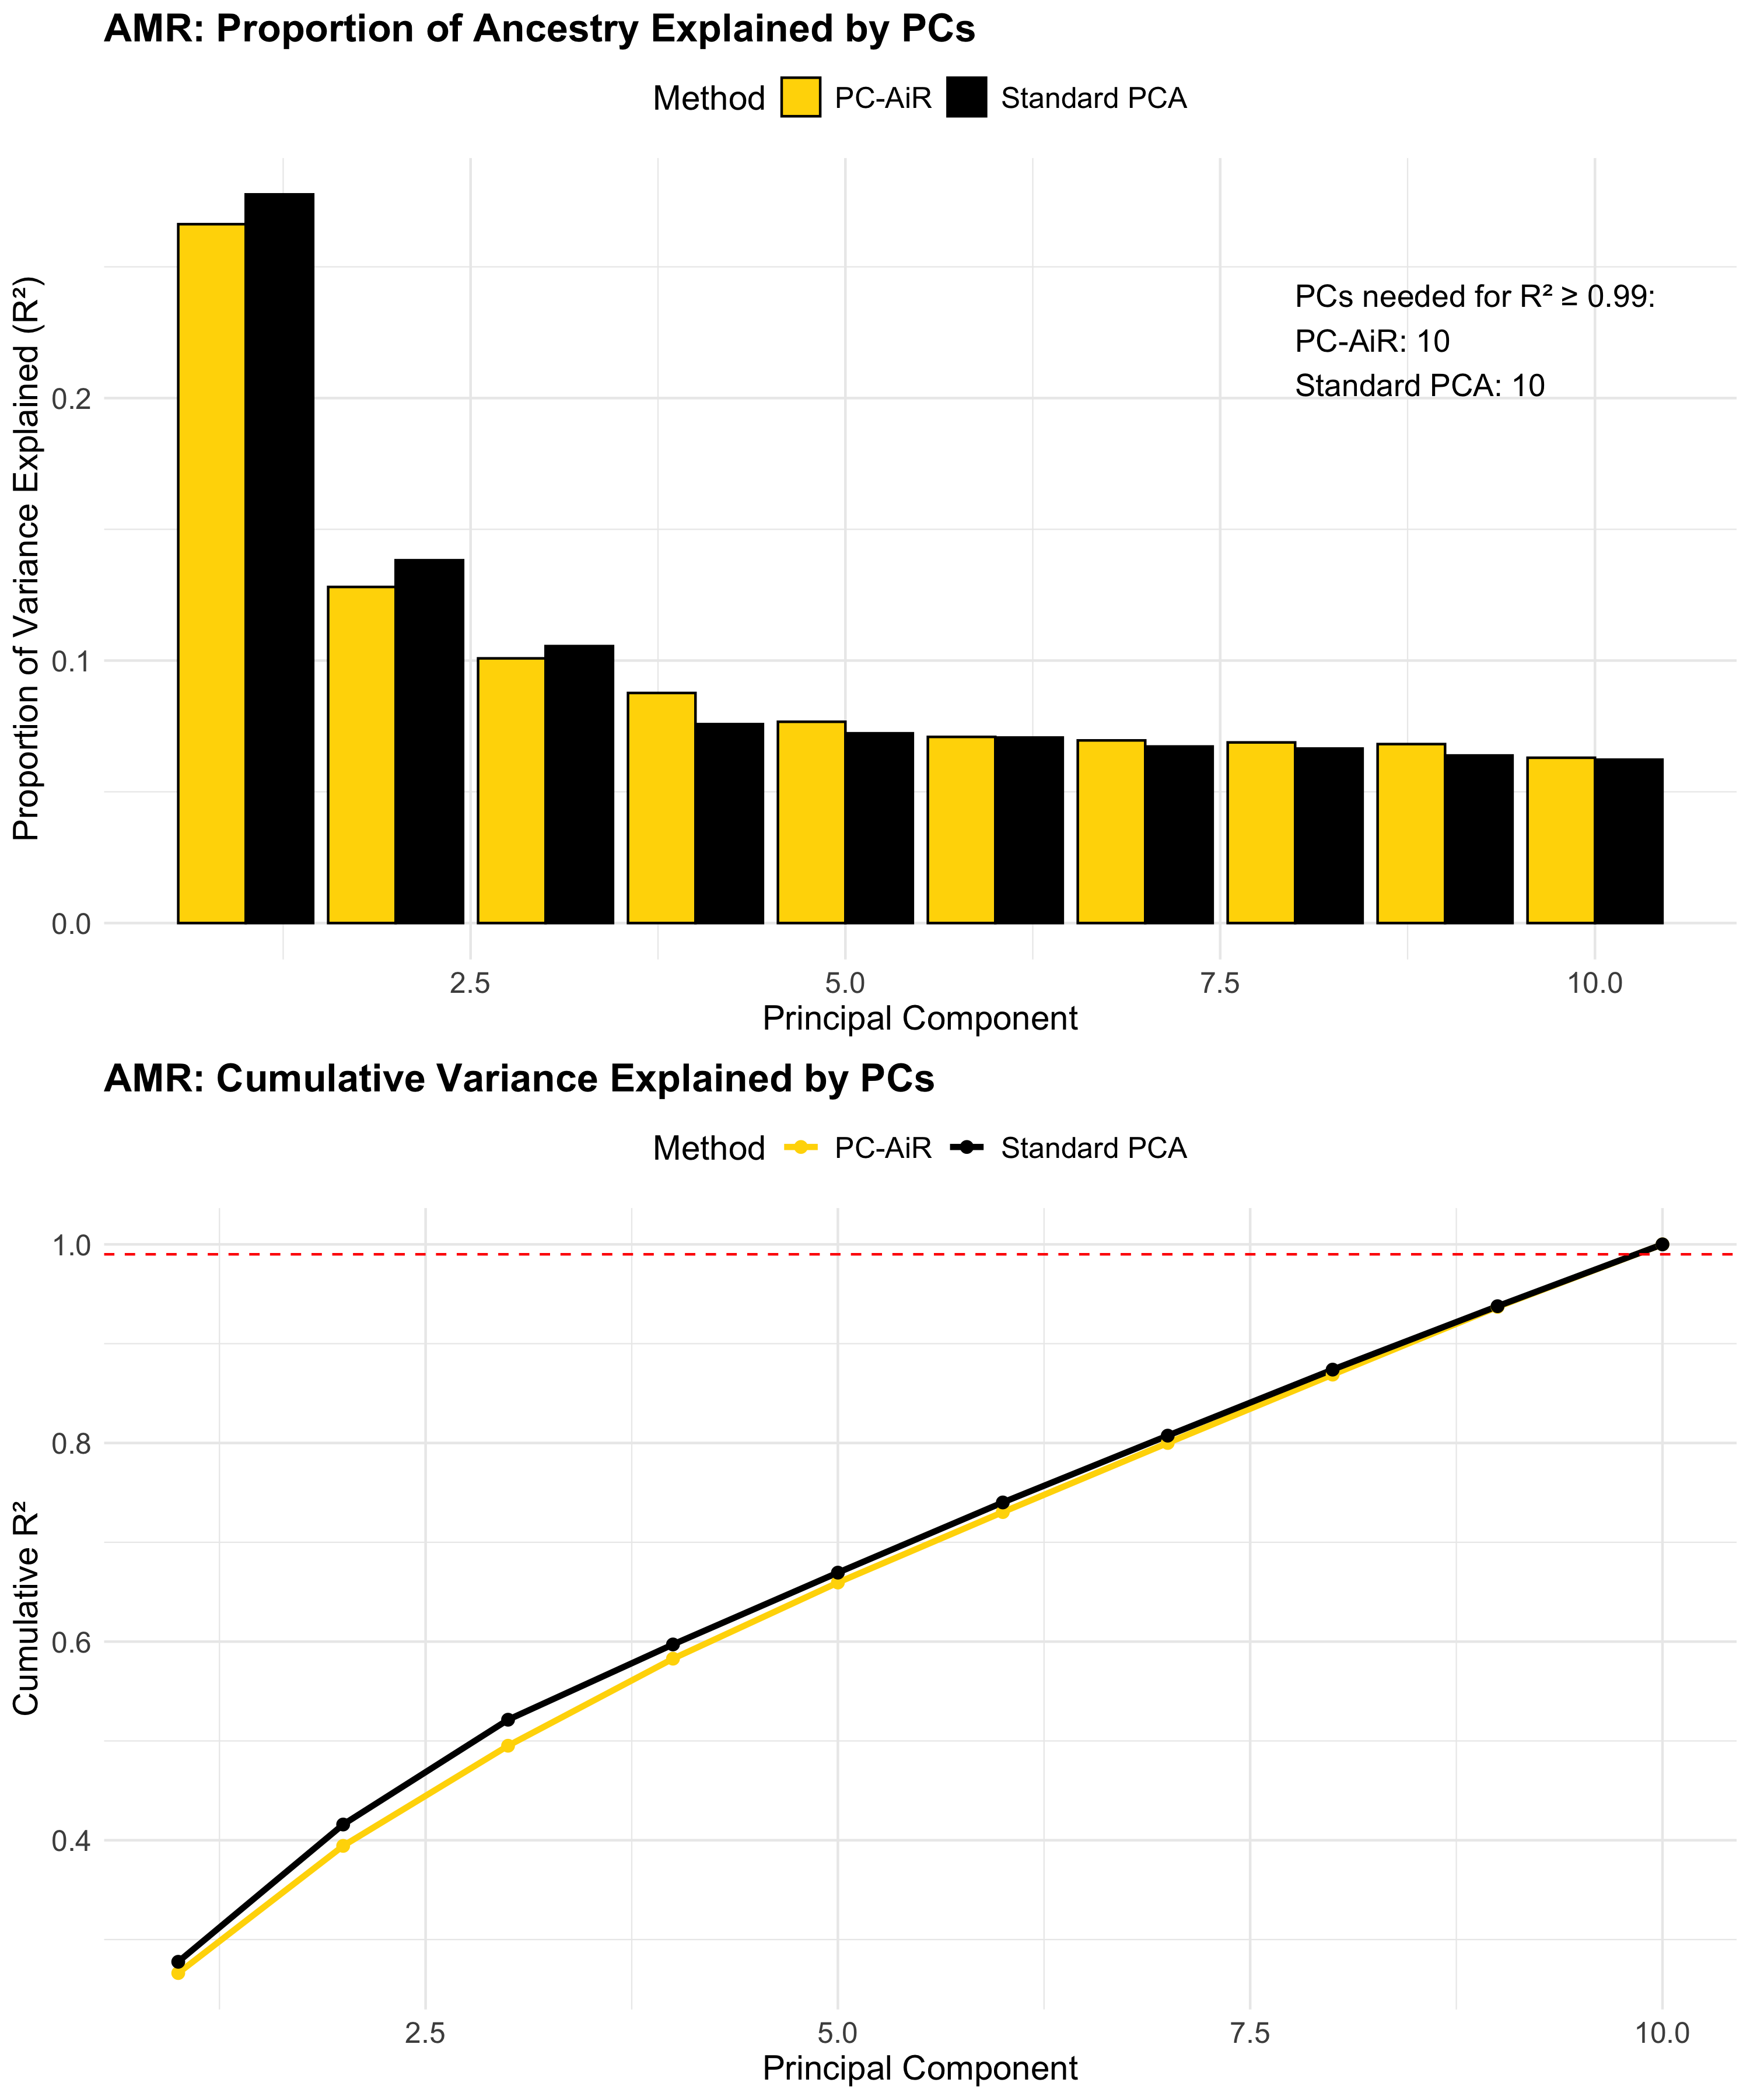 AMR: Proportion of Ancestry Explained by PCs
Method PC-AiR Standard PCA
Proportion of Variance Explained (R²)
PCs needed for R² ≥ 0.99:
PC-AiR: 10
Standard PCA: 10
0.2
0.1
0.0
2.5 5.0 7.5 10.0
Principal Component
AMR: Cumulative Variance Explained by PCs
Method PC-AiR Standard PCA
Cumulative R²
1.0
0.8
0.6
0.4
2.5 5.0 7.5 10.0
Principal Component